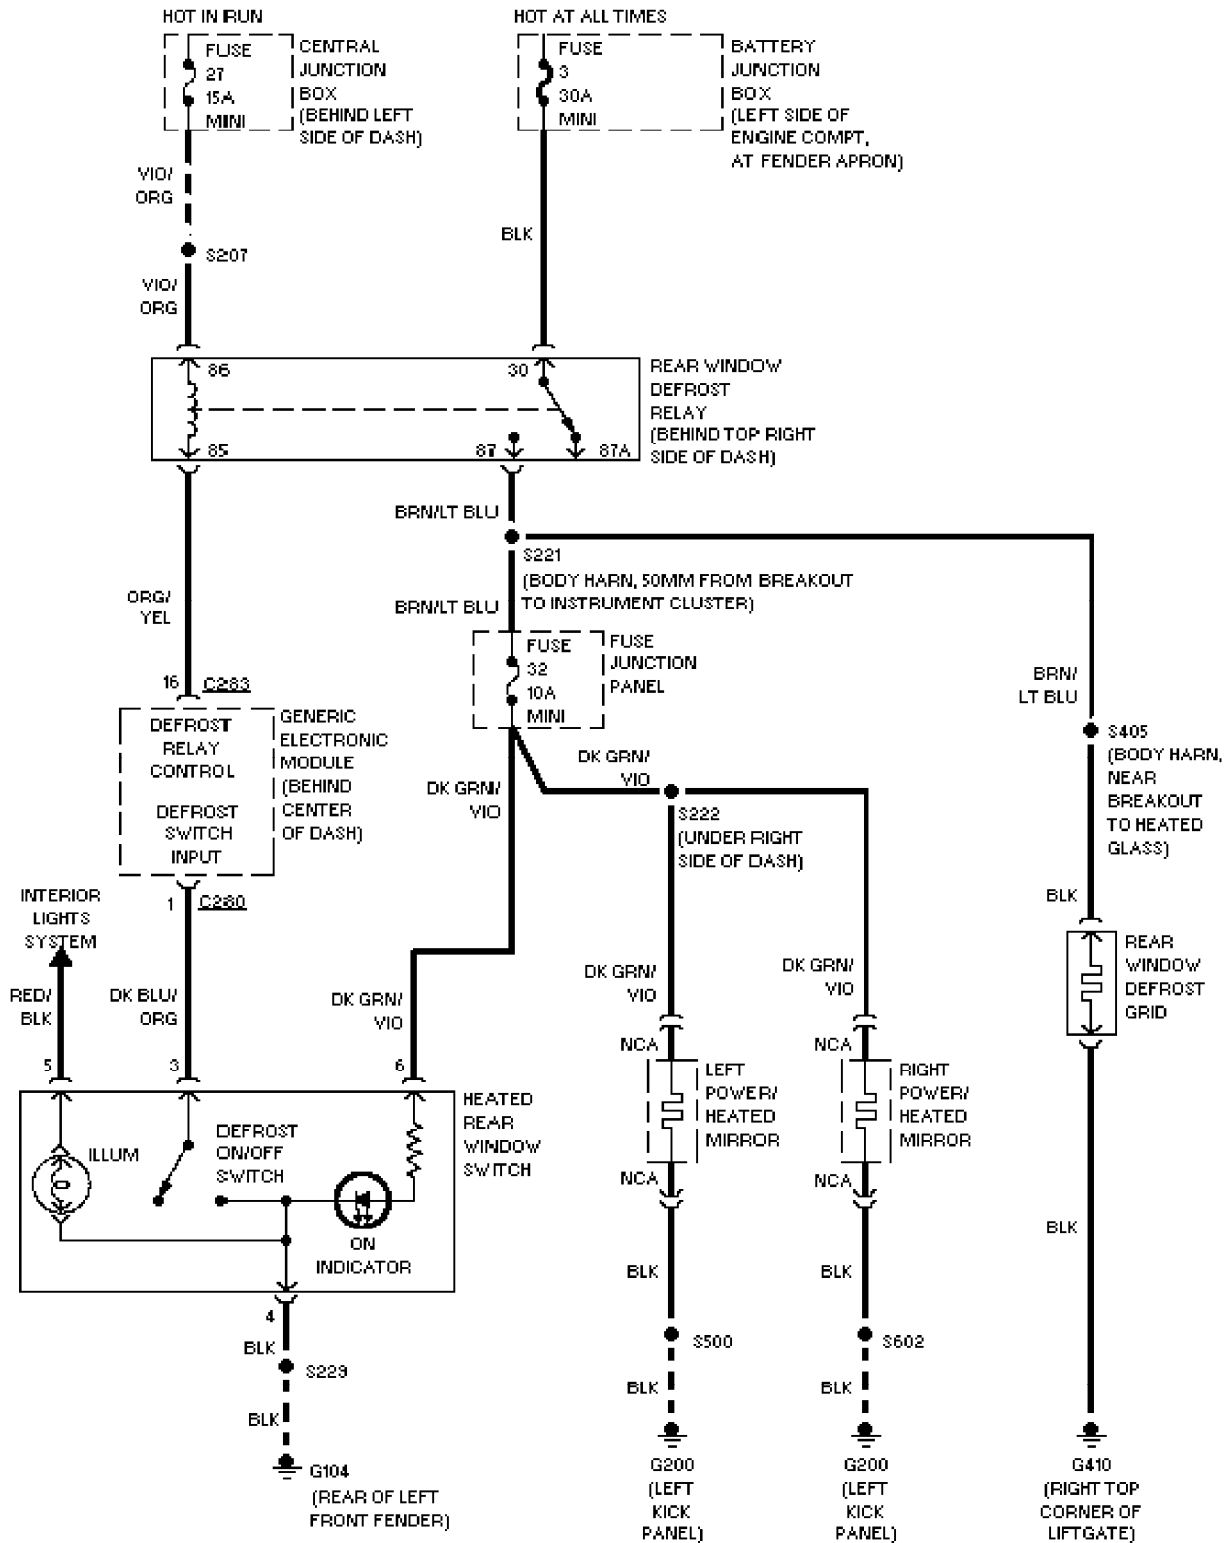 HOT IN RUN
HOT AT ALL TIMES
FUSE
27
15A
MINI
CENTRAL
JUNCTION
BOX
(BEHIND LEFT
SIDE OF DASH)
FUSE
3
30A
MINI
BATTERY
JUNCTION
BOX
(LEFT SIDE OF
ENGINE COMPT,
AT FENDER APRON)
VIO/
ORG
S207
VIO/
ORG
BLK
86
30
85
87
87A
REAR WINDOW
DEFROST
RELAY
(BEHIND TOP RIGHT
SIDE OF DASH)
BRN/LT BLU
S221
(BODY HARN, 50MM FROM BREAKOUT
TO INSTRUMENT CLUSTER)
BRN/LT BLU
ORG/
YEL
FUSE
32
10A
MINI
FUSE
JUNCTION
PANEL
16
C283
DEFROST
RELAY
CONTROL
DEFROST
SWITCH
INPUT
GENERIC
ELECTRONIC
MODULE
(BEHIND
CENTER
OF DASH)
1
C280
DK GRN/
VIO
DK GRN/
VIO
S222
(UNDER RIGHT
SIDE OF DASH)
BRN/
LT BLU
S405
(BODY HARN,
NEAR
BREAKOUT
TO HEATED
GLASS)
BLK
REAR
WINDOW
DEFROST
GRID
INTERIOR
LIGHTS
SYSTEM
RED/
BLK
DK BLU/
ORG
DK GRN/
VIO
DK GRN/
VIO
DK GRN/
VIO
5
3
6
HEATED
REAR
WINDOW
SWITCH
ILLUM
DEFROST
ON/OFF
SWITCH
ON
INDICATOR
NCA
LEFT
POWER/
HEATED
MIRROR
NCA
NCA
RIGHT
POWER/
HEATED
MIRROR
NCA
BLK
BLK
BLK
4
BLK
S229
BLK
G104
(REAR OF LEFT
FRONT FENDER)
S500
BLK
G200
(LEFT
KICK
PANEL)
S602
BLK
G200
(LEFT
KICK
PANEL)
G410
(RIGHT TOP
CORNER OF
LIFTGATE)